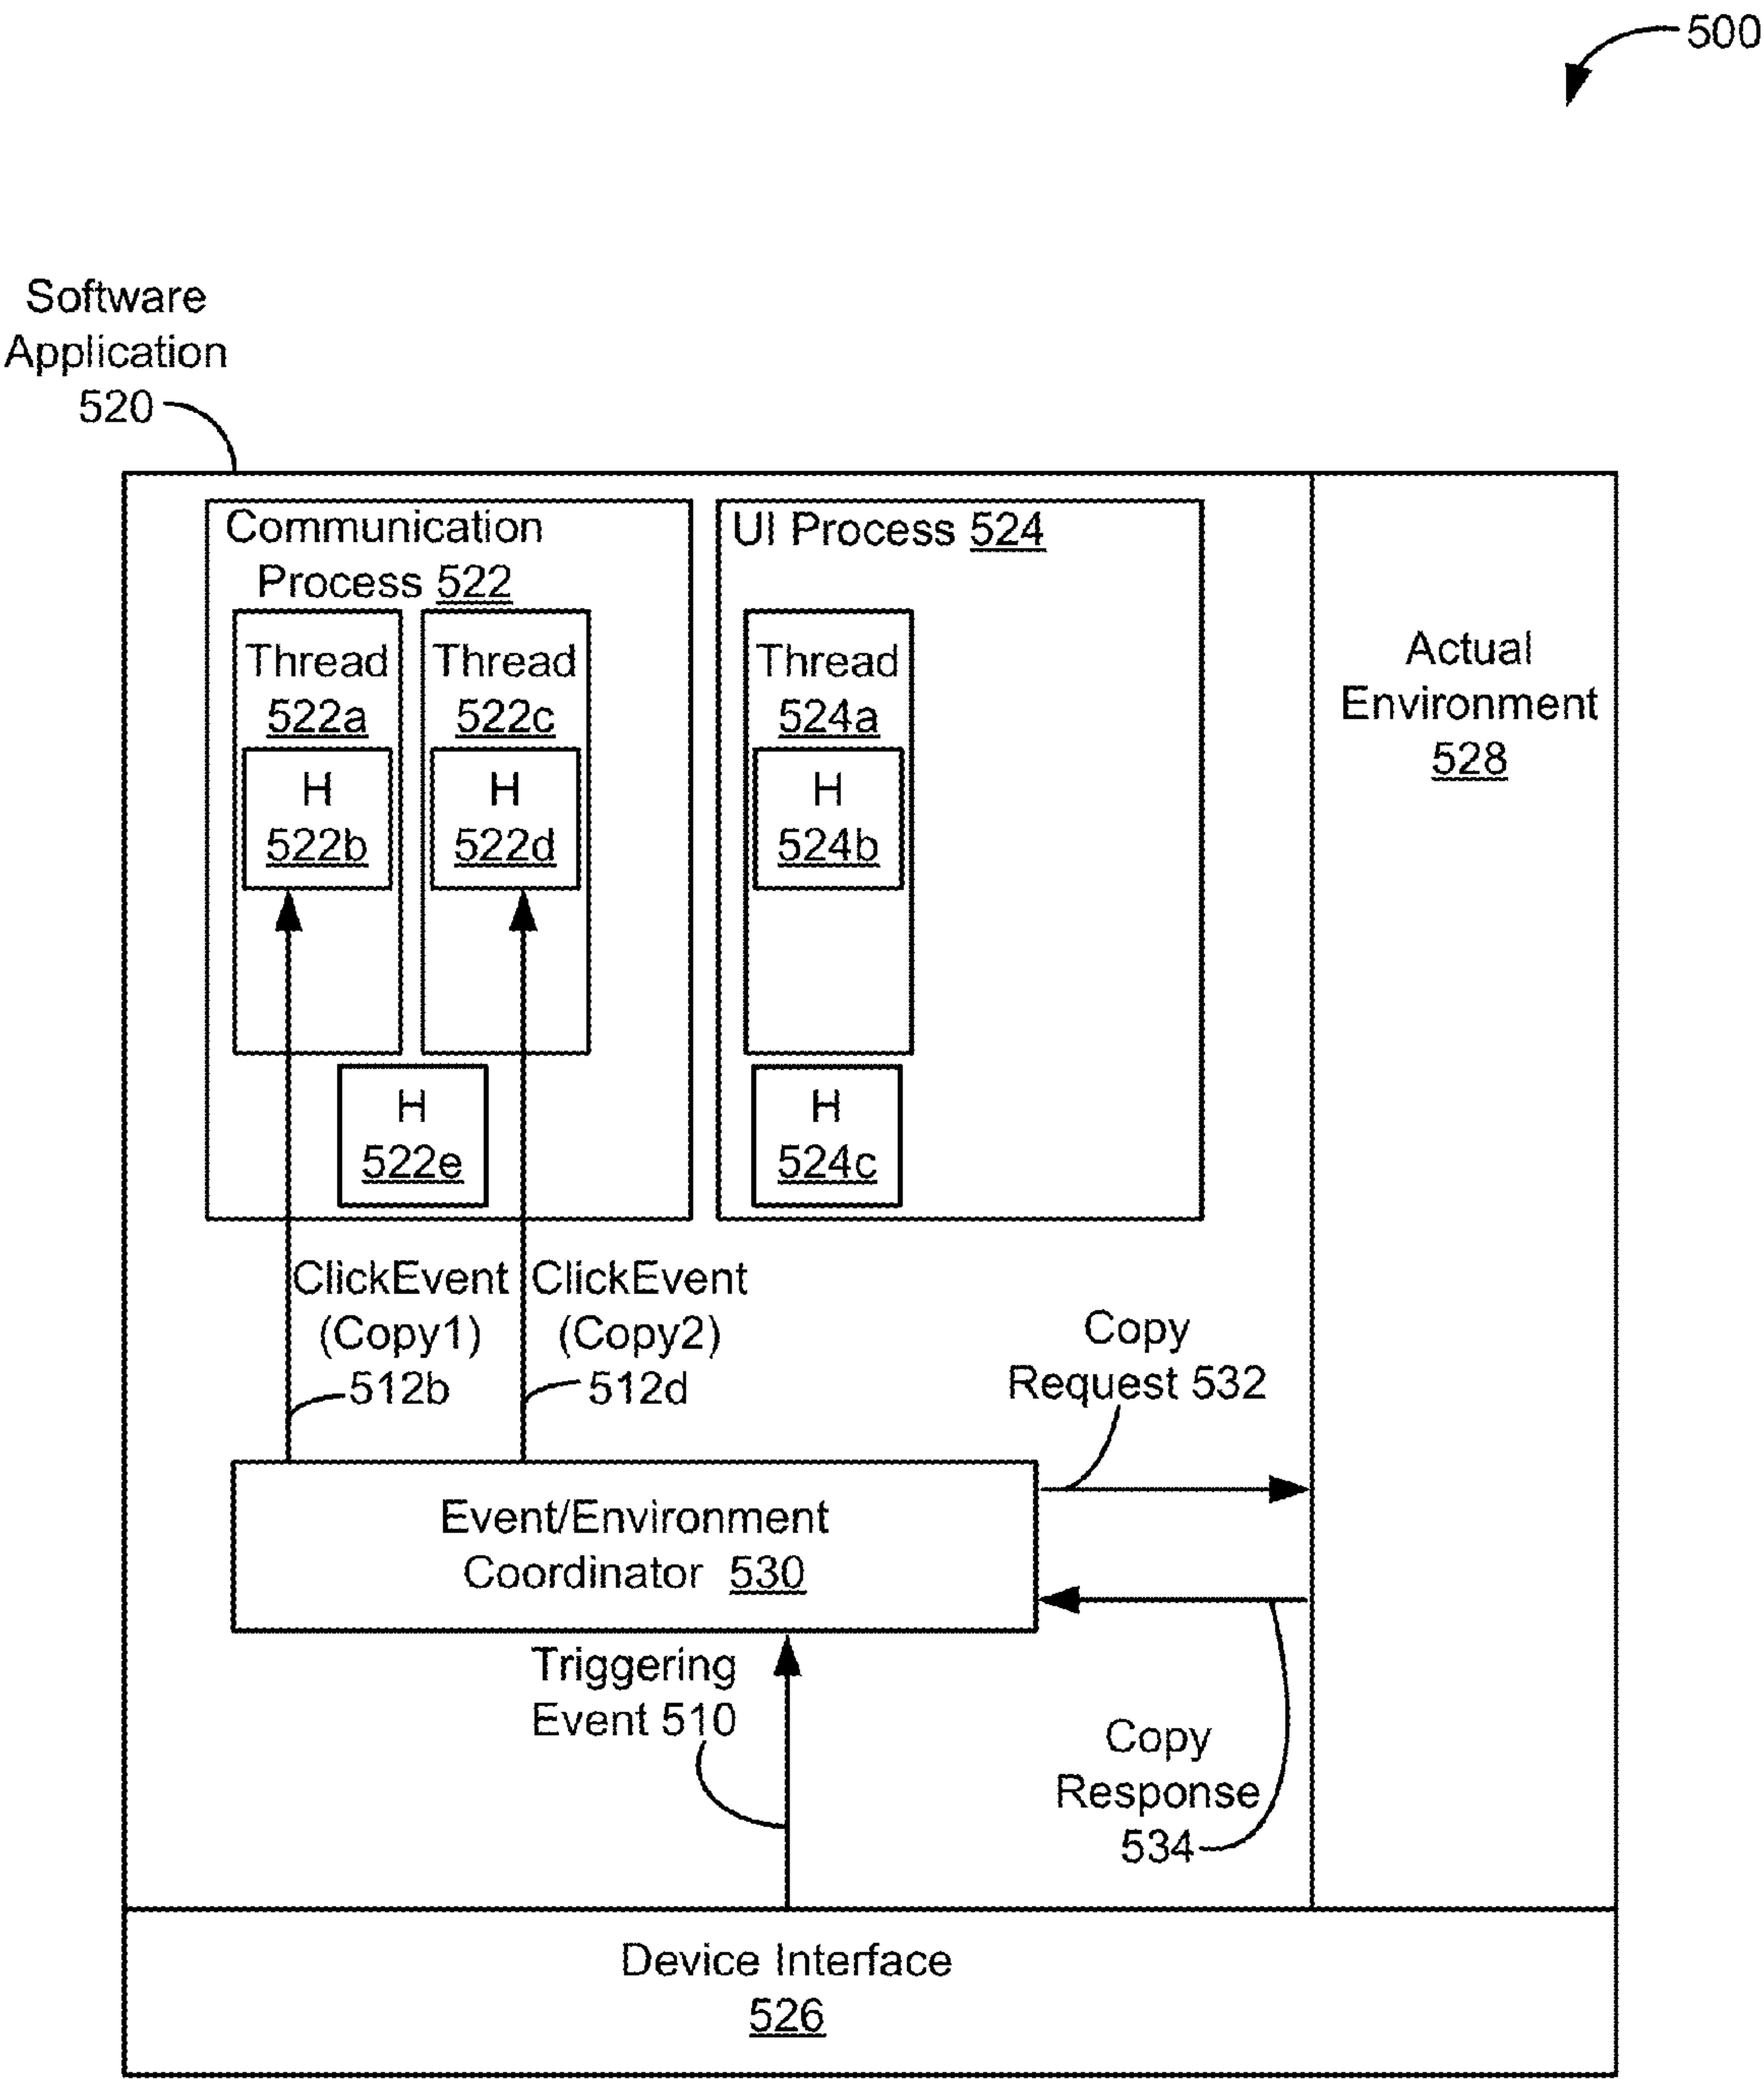 500
Software
Application
520
Communication
Process 522
UI Process 524
Thread
522a
Thread
522c
Thread
524a
H
522b
H
522d
H
524b
H
522e
H
524c
Actual
Environment
528
ClickEvent
(Copy1)
512b
ClickEvent
(Copy2)
512d
Copy
Request 532
Event/Environment
Coordinator 530
Triggering
Event 510
Copy
Response
534
Device Interface
526